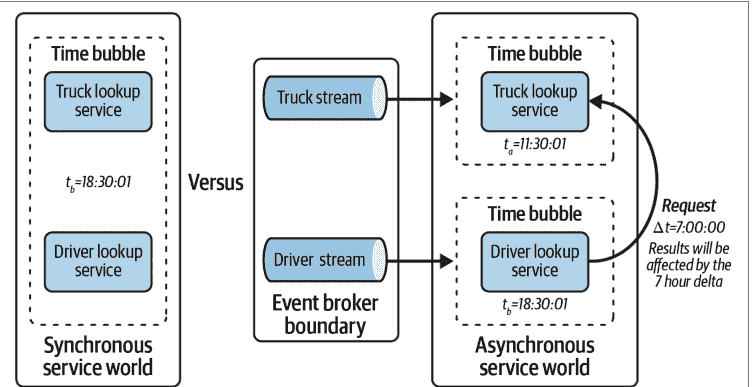 Time bubble
Truck lookup
service
t_b=18:30:01
Driver lookup
service
Synchronous
service world
Versus
Truck stream
Driver stream
Event broker
boundary
Time bubble
Truck lookup
service
t_a=11:30:01
Time bubble
Driver lookup
service
t_b=18:30:01
Asynchronous
service world
Request
Δt=7:00:00
Results will be
affected by the
7 hour delta